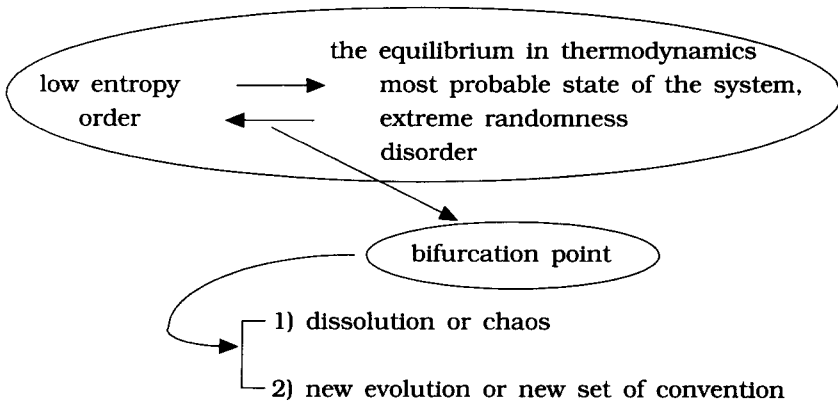 the equilibrium in thermodynamics
low entropy
most probable state of the system,
order
extreme randomness
disorder
bifurcation point
1) dissolution or chaos
2) new evolution or new set of convention